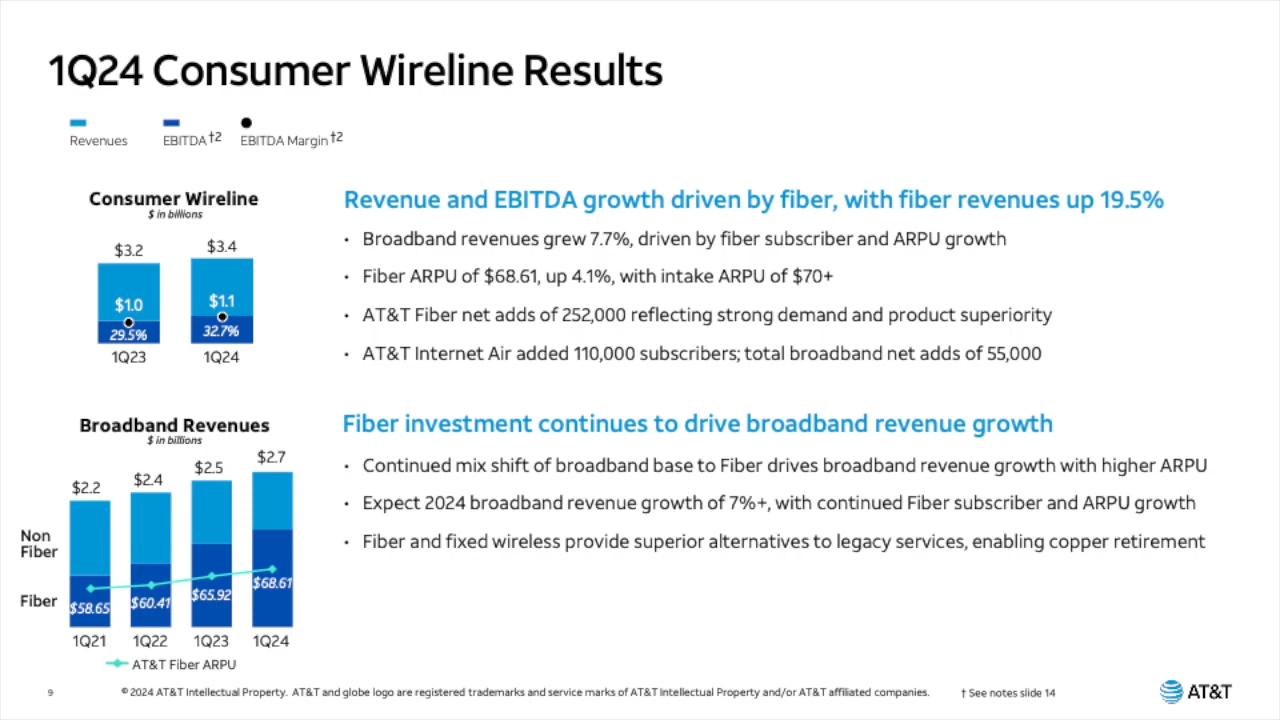 1Q24 Consumer Wireline Results
Revenues EBITDA†2 EBITDA Margin†2
Consumer Wireline
$ in billions
$3.2 $3.4
$1.0 $1.1
29.5% 32.7%
1Q23 1Q24
Revenue and EBITDA growth driven by fiber, with fiber revenues up 19.5%
• Broadband revenues grew 7.7%, driven by fiber subscriber and ARPU growth
• Fiber ARPU of $68.61, up 4.1%, with intake ARPU of $70+
• AT&T Fiber net adds of 252,000 reflecting strong demand and product superiority
• AT&T Internet Air added 110,000 subscribers; total broadband net adds of 55,000
Broadband Revenues
$ in billions
$2.2 $2.4 $2.5 $2.7
Non
Fiber
Fiber
$58.65 $60.41 $65.92 $68.61
1Q21 1Q22 1Q23 1Q24
AT&T Fiber ARPU
Fiber investment continues to drive broadband revenue growth
• Continued mix shift of broadband base to Fiber drives broadband revenue growth with higher ARPU
• Expect 2024 broadband revenue growth of 7%+, with continued Fiber subscriber and ARPU growth
• Fiber and fixed wireless provide superior alternatives to legacy services, enabling copper retirement
9 © 2024 AT&T Intellectual Property. AT&T and globe logo are registered trademarks and service marks of AT&T Intellectual Property and/or AT&T affiliated companies. † See notes slide 14
AT&T